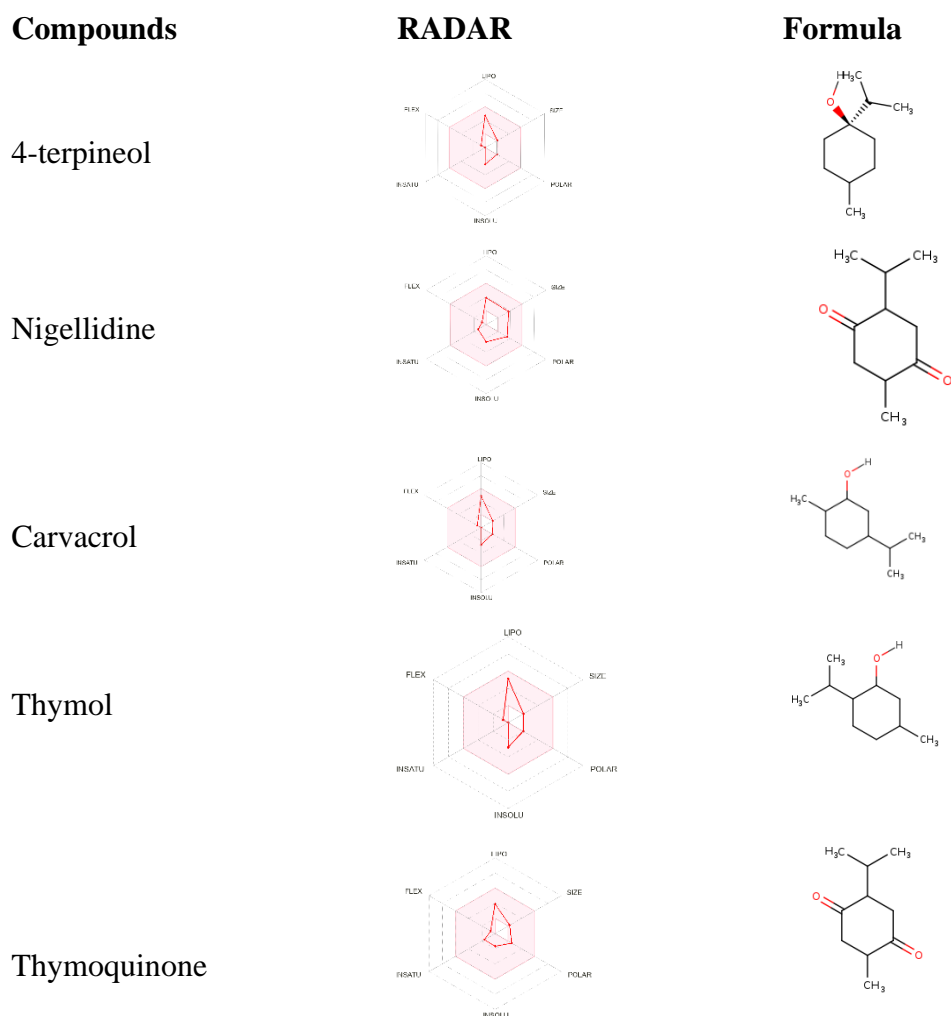 Compounds RADAR Formula
4-terpineol
LIPO
FLEX SIZE
INSATU POLAR
INSOLU
H H₃C
O CH₃
CH₃
Nigellidine
LIPO
FLEX SIZE
INSATU POLAR
INSOLU
H₃C CH₃
O
O
CH₃
Carvacrol
LIPO
FLEX SIZE
INSATU POLAR
INSOLU
O H
H₃C
CH₃
CH₃
Thymol
LIPO
FLEX SIZE
INSATU POLAR
INSOLU
CH₃ O H
H₃C
CH₃
Thymoquinone
LIPO
FLEX SIZE
INSATU POLAR
INSOLU
H₃C CH₃
O
O
CH₃